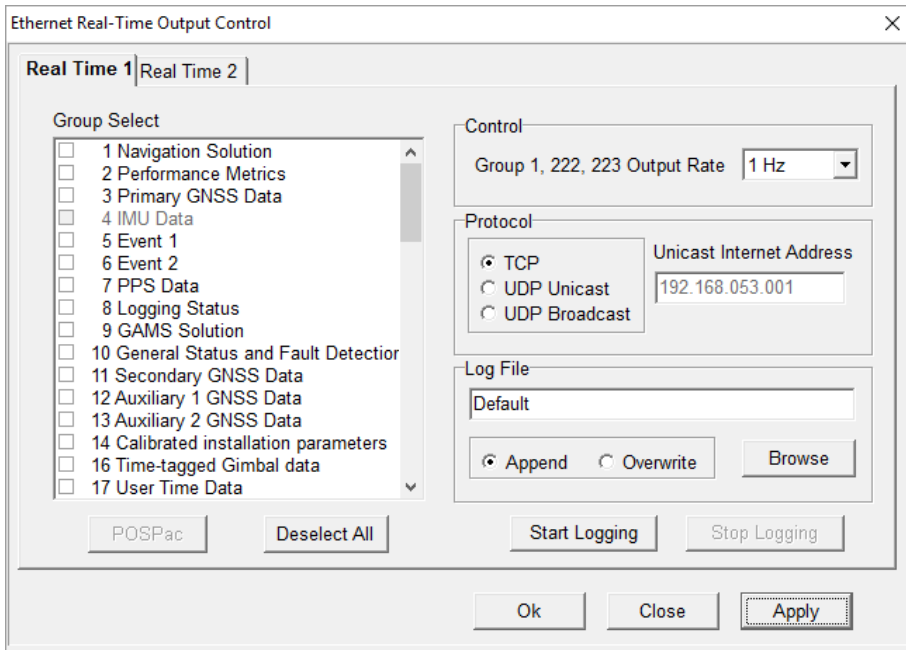 Ethernet Real-Time Output Control
Real Time 1
Real Time 2
Group Select
1 Navigation Solution
2 Performance Metrics
3 Primary GNSS Data
4 IMU Data
5 Event 1
6 Event 2
7 PPS Data
8 Logging Status
9 GAMS Solution
10 General Status and Fault Detection
11 Secondary GNSS Data
12 Auxiliary 1 GNSS Data
13 Auxiliary 2 GNSS Data
14 Calibrated installation parameters
16 Time-tagged Gimbal data
17 User Time Data
POSPac
Deselect All
Control
Group 1, 222, 223 Output Rate
1 Hz
Protocol
TCP
UDP Unicast
UDP Broadcast
Unicast Internet Address
192.168.053.001
Log File
Default
Append
Overwrite
Browse
Start Logging
Stop Logging
Ok
Close
Apply